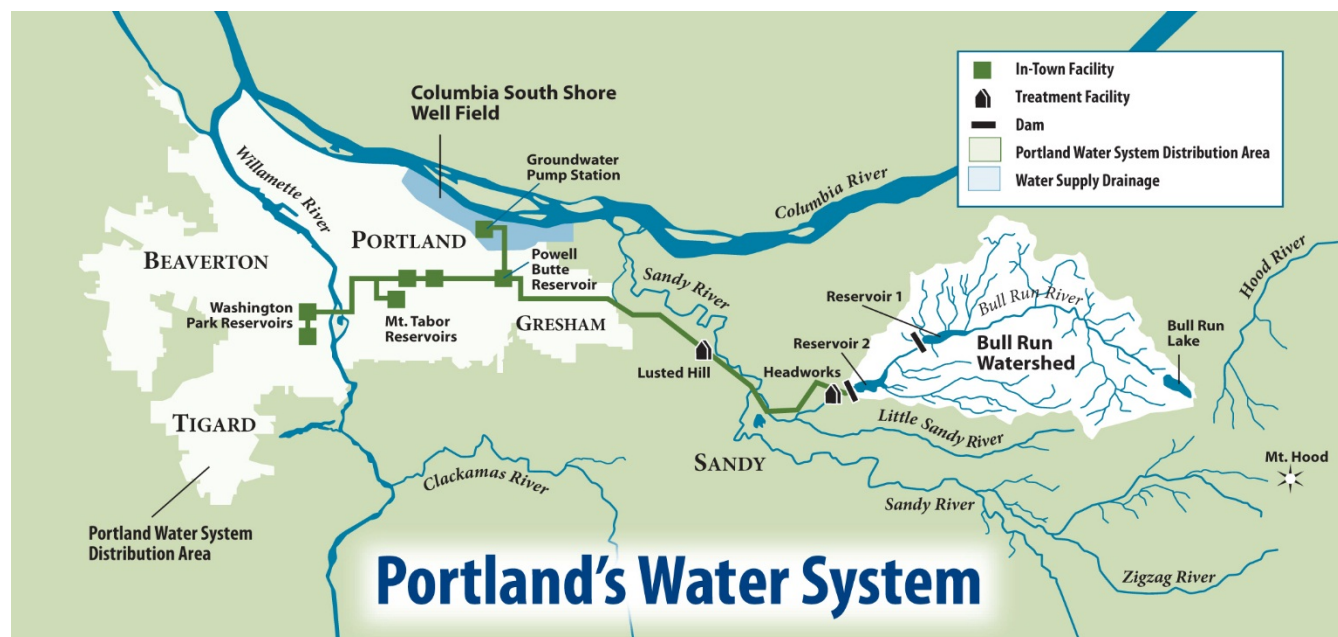 Columbia South Shore
Well Field
Groundwater
Pump Station
Willamette River
Columbia River
In-Town Facility
Treatment Facility
Dam
Portland Water System Distribution Area
Water Supply Drainage
PORTLAND
BEAVERTON
Powell
Butte
Reservoir
Sandy River
Hood River
Washington
Park Reservoirs
Mt. Tabor
Reservoirs
GRESHAM
Reservoir 1
Bull Run River
Bull Run
Watershed
Bull Run
Lake
Lusted Hill
Reservoir 2
Headworks
TIGARD
Little Sandy River
SANDY
Mt. Hood
Clackamas River
Sandy River
Portland Water System
Distribution Area
Zigzag River
Portland's Water System